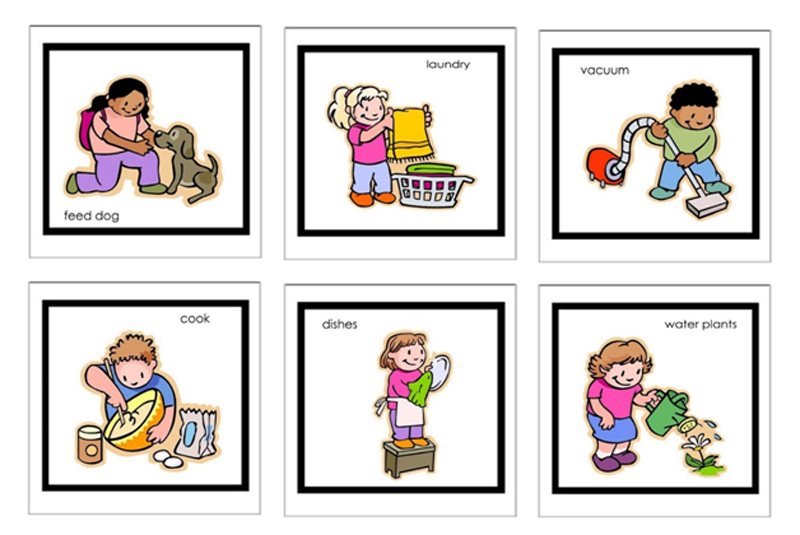 feed dog
laundry
vacuum
cook
dishes
water plants